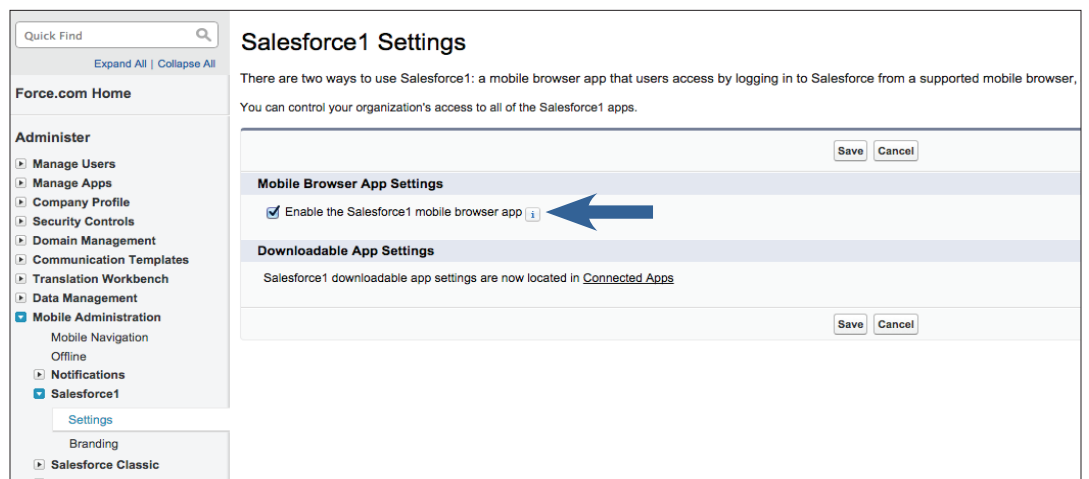 Quick Find
Expand All | Collapse All
Force.com Home
Administer
Manage Users
Manage Apps
Company Profile
Security Controls
Domain Management
Communication Templates
Translation Workbench
Data Management
Mobile Administration
Mobile Navigation
Offline
Notifications
Salesforce1
Settings
Branding
Salesforce Classic
Salesforce1 Settings
There are two ways to use Salesforce1: a mobile browser app that users access by logging in to Salesforce from a supported mobile browser,
You can control your organization's access to all of the Salesforce1 apps.
Save Cancel
Mobile Browser App Settings
Enable the Salesforce1 mobile browser app i
Downloadable App Settings
Salesforce1 downloadable app settings are now located in Connected Apps
Save Cancel